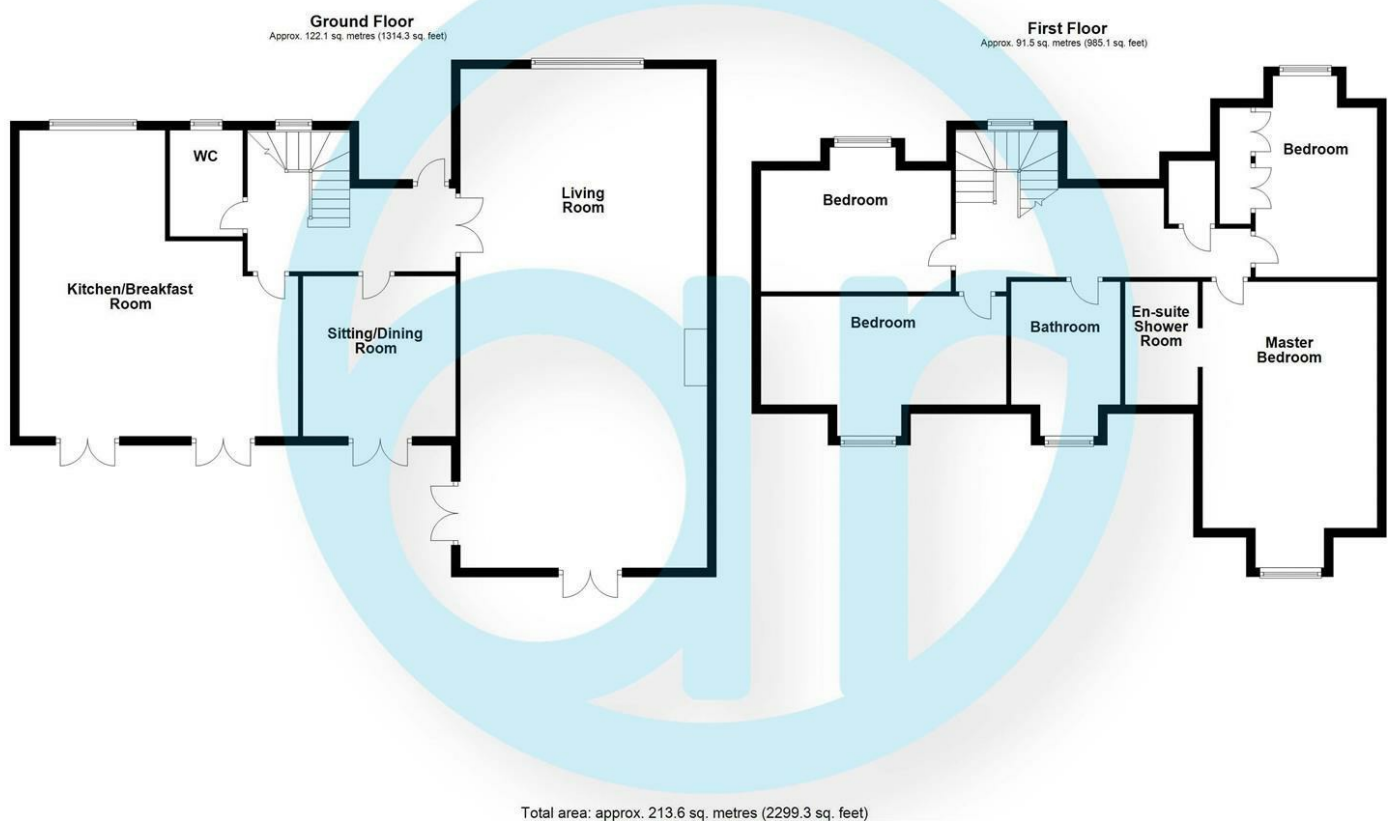 Ground Floor
Approx. 122.1 sq. metres (1314.3 sq. feet)
WC
Living
Room
Kitchen/Breakfast
Room
Sitting/Dining
Room
First Floor
Approx. 91.5 sq. metres (985.1 sq. feet)
Bedroom
Bedroom
Bedroom
Bathroom
En-suite
Shower
Room
Master
Bedroom
Total area: approx. 213.6 sq. metres (2299.3 sq. feet)